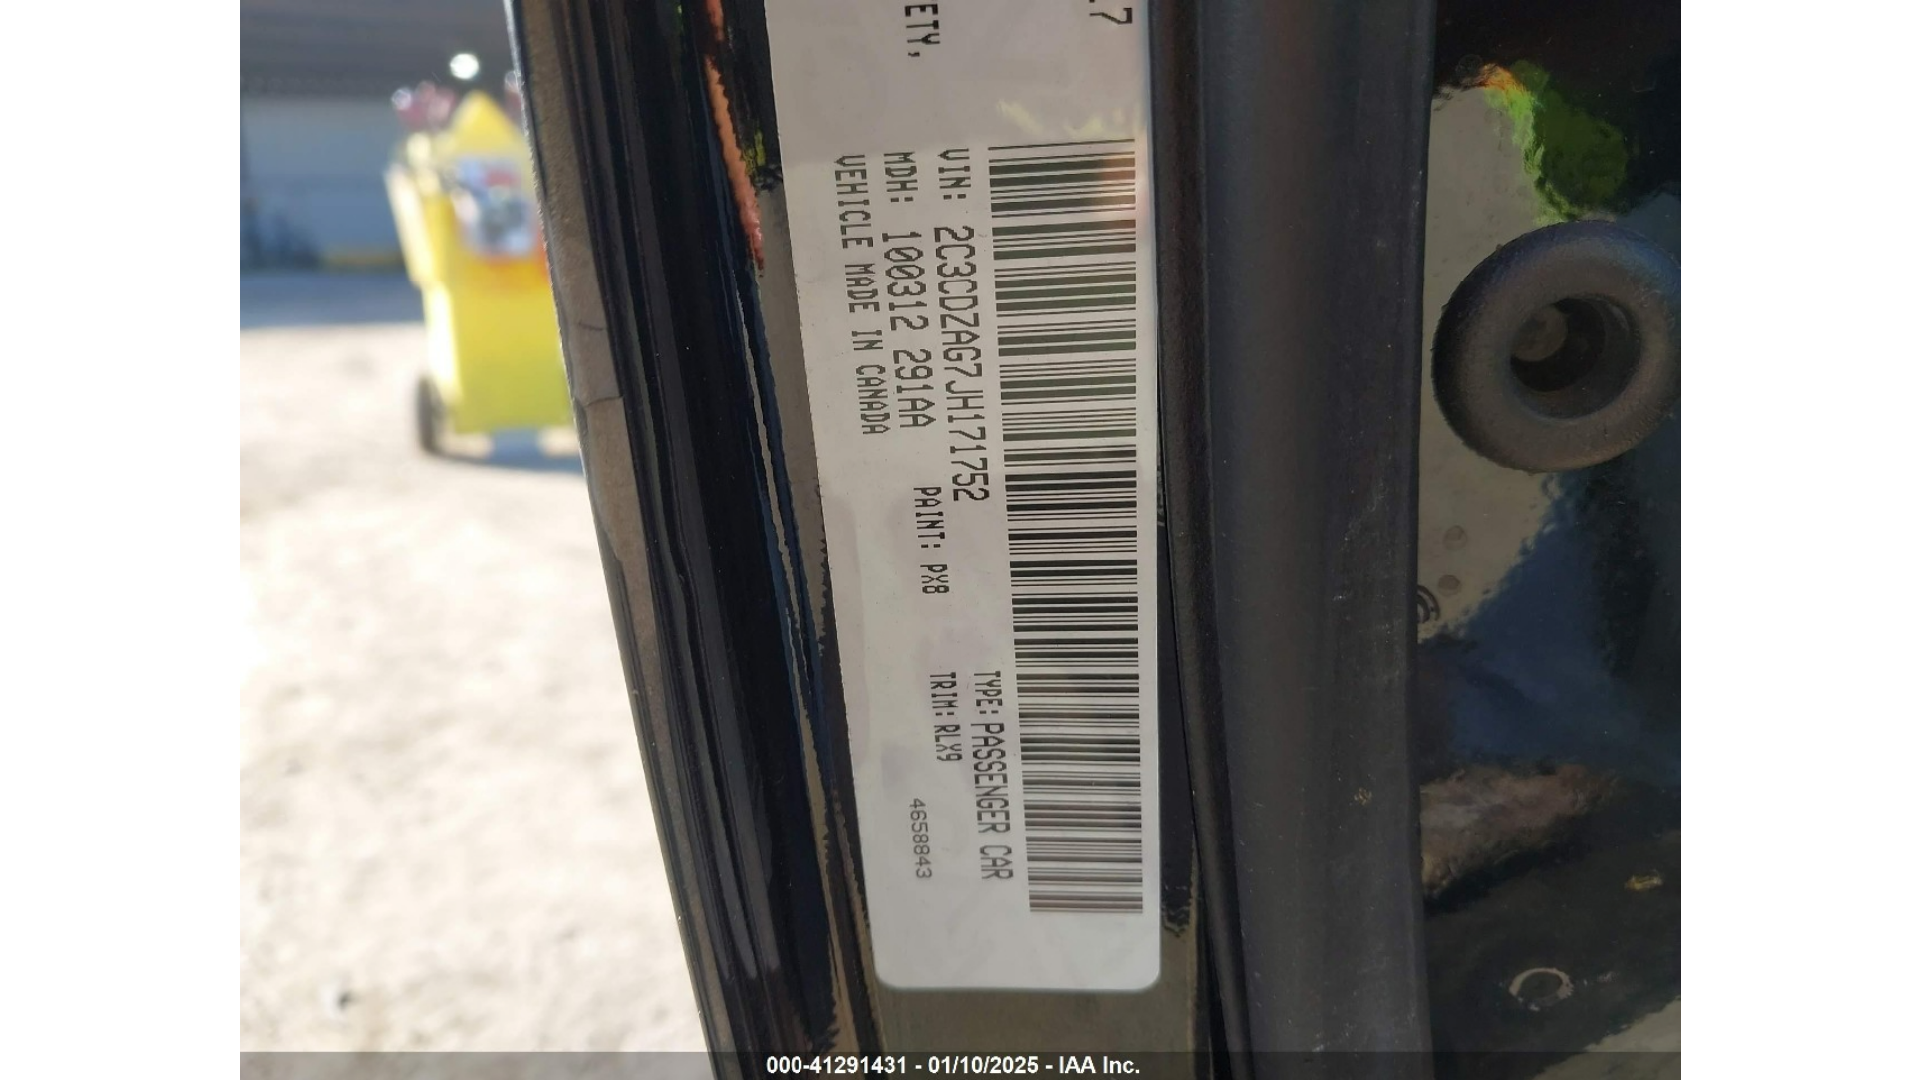 ETY,
.7
VIN: 2C3CDZAG7JH171752
TYPE: PASSENGER CAR
MDH: 100312 291AA
PAINT: PX8
TRIM: RLX9
VEHICLE MADE IN CANADA
4658843
000-41291431 - 01/10/2025 - IAA Inc.